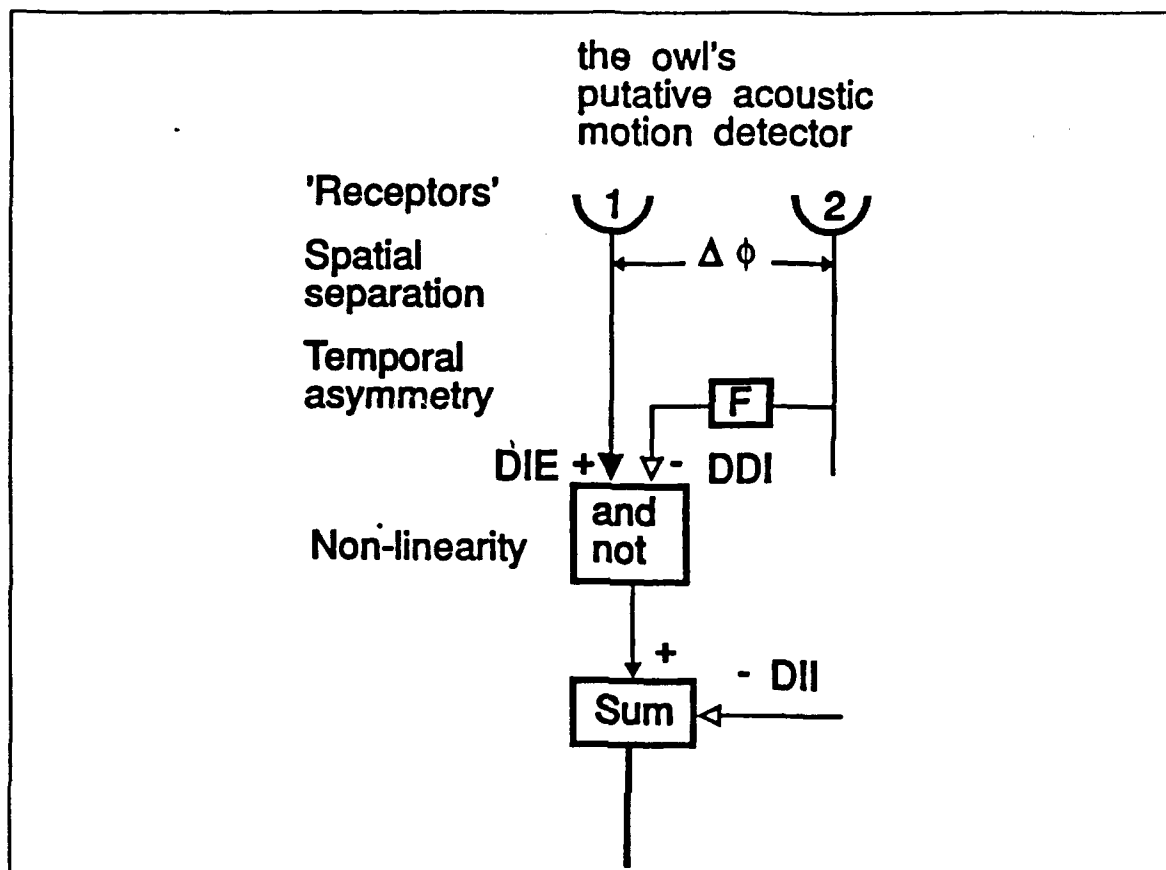 the owl's
putative acoustic
motion detector
'Receptors'
1
2
Spatial
separation
Δ ϕ
Temporal
asymmetry
F
DIE +
- DDI
Non-linearity
and
not
+
- DII
Sum